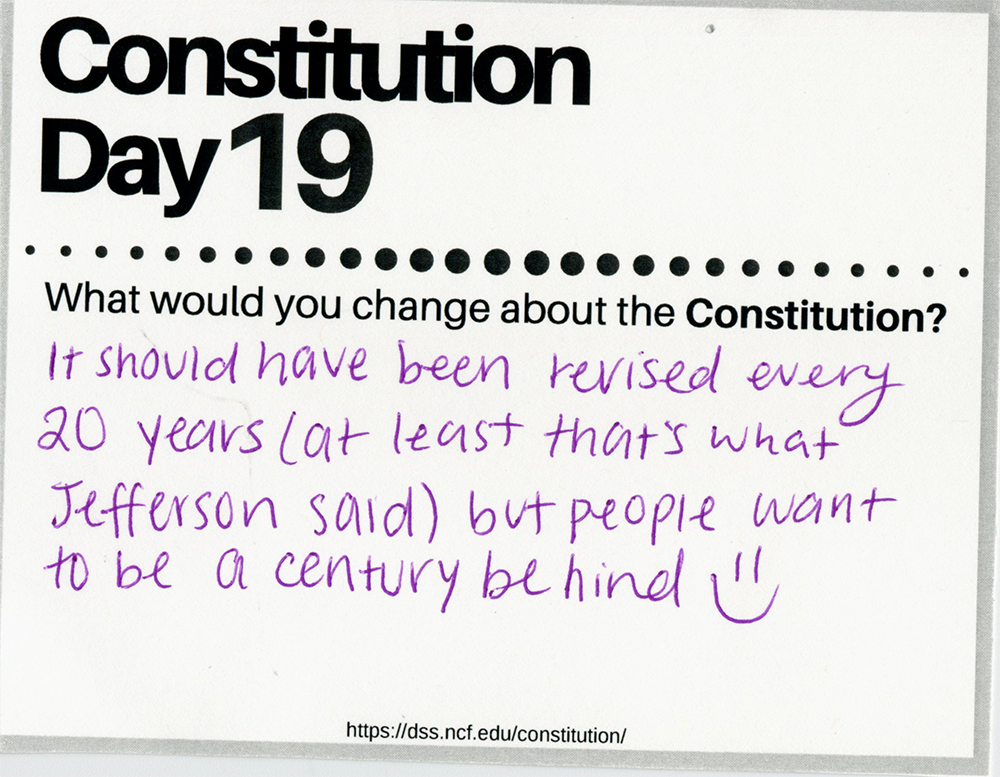 Constitution
Day 19
What would you change about the Constitution?
It should have been revised every
20 years (at least that's what
Jefferson said) but people want
to be a century behind
https://dss.ncf.edu/constitution/